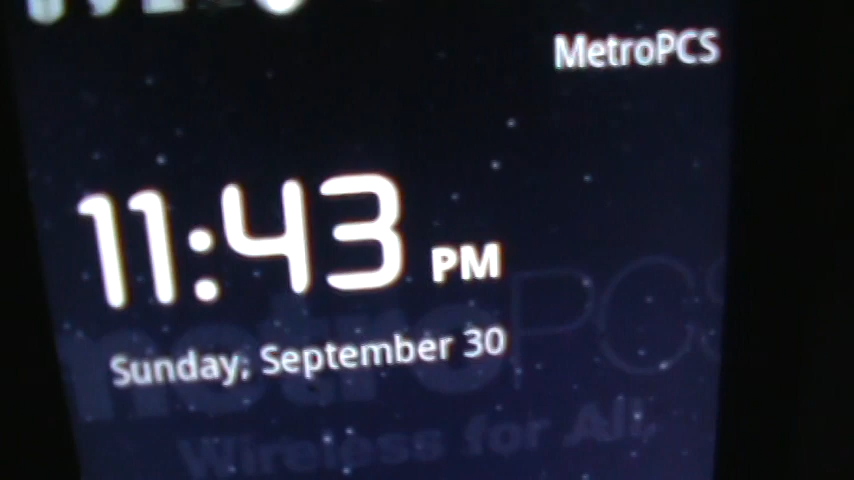 MetroPCS
11:43 PM
Sunday, September 30
metroPCS
Wireless for All.